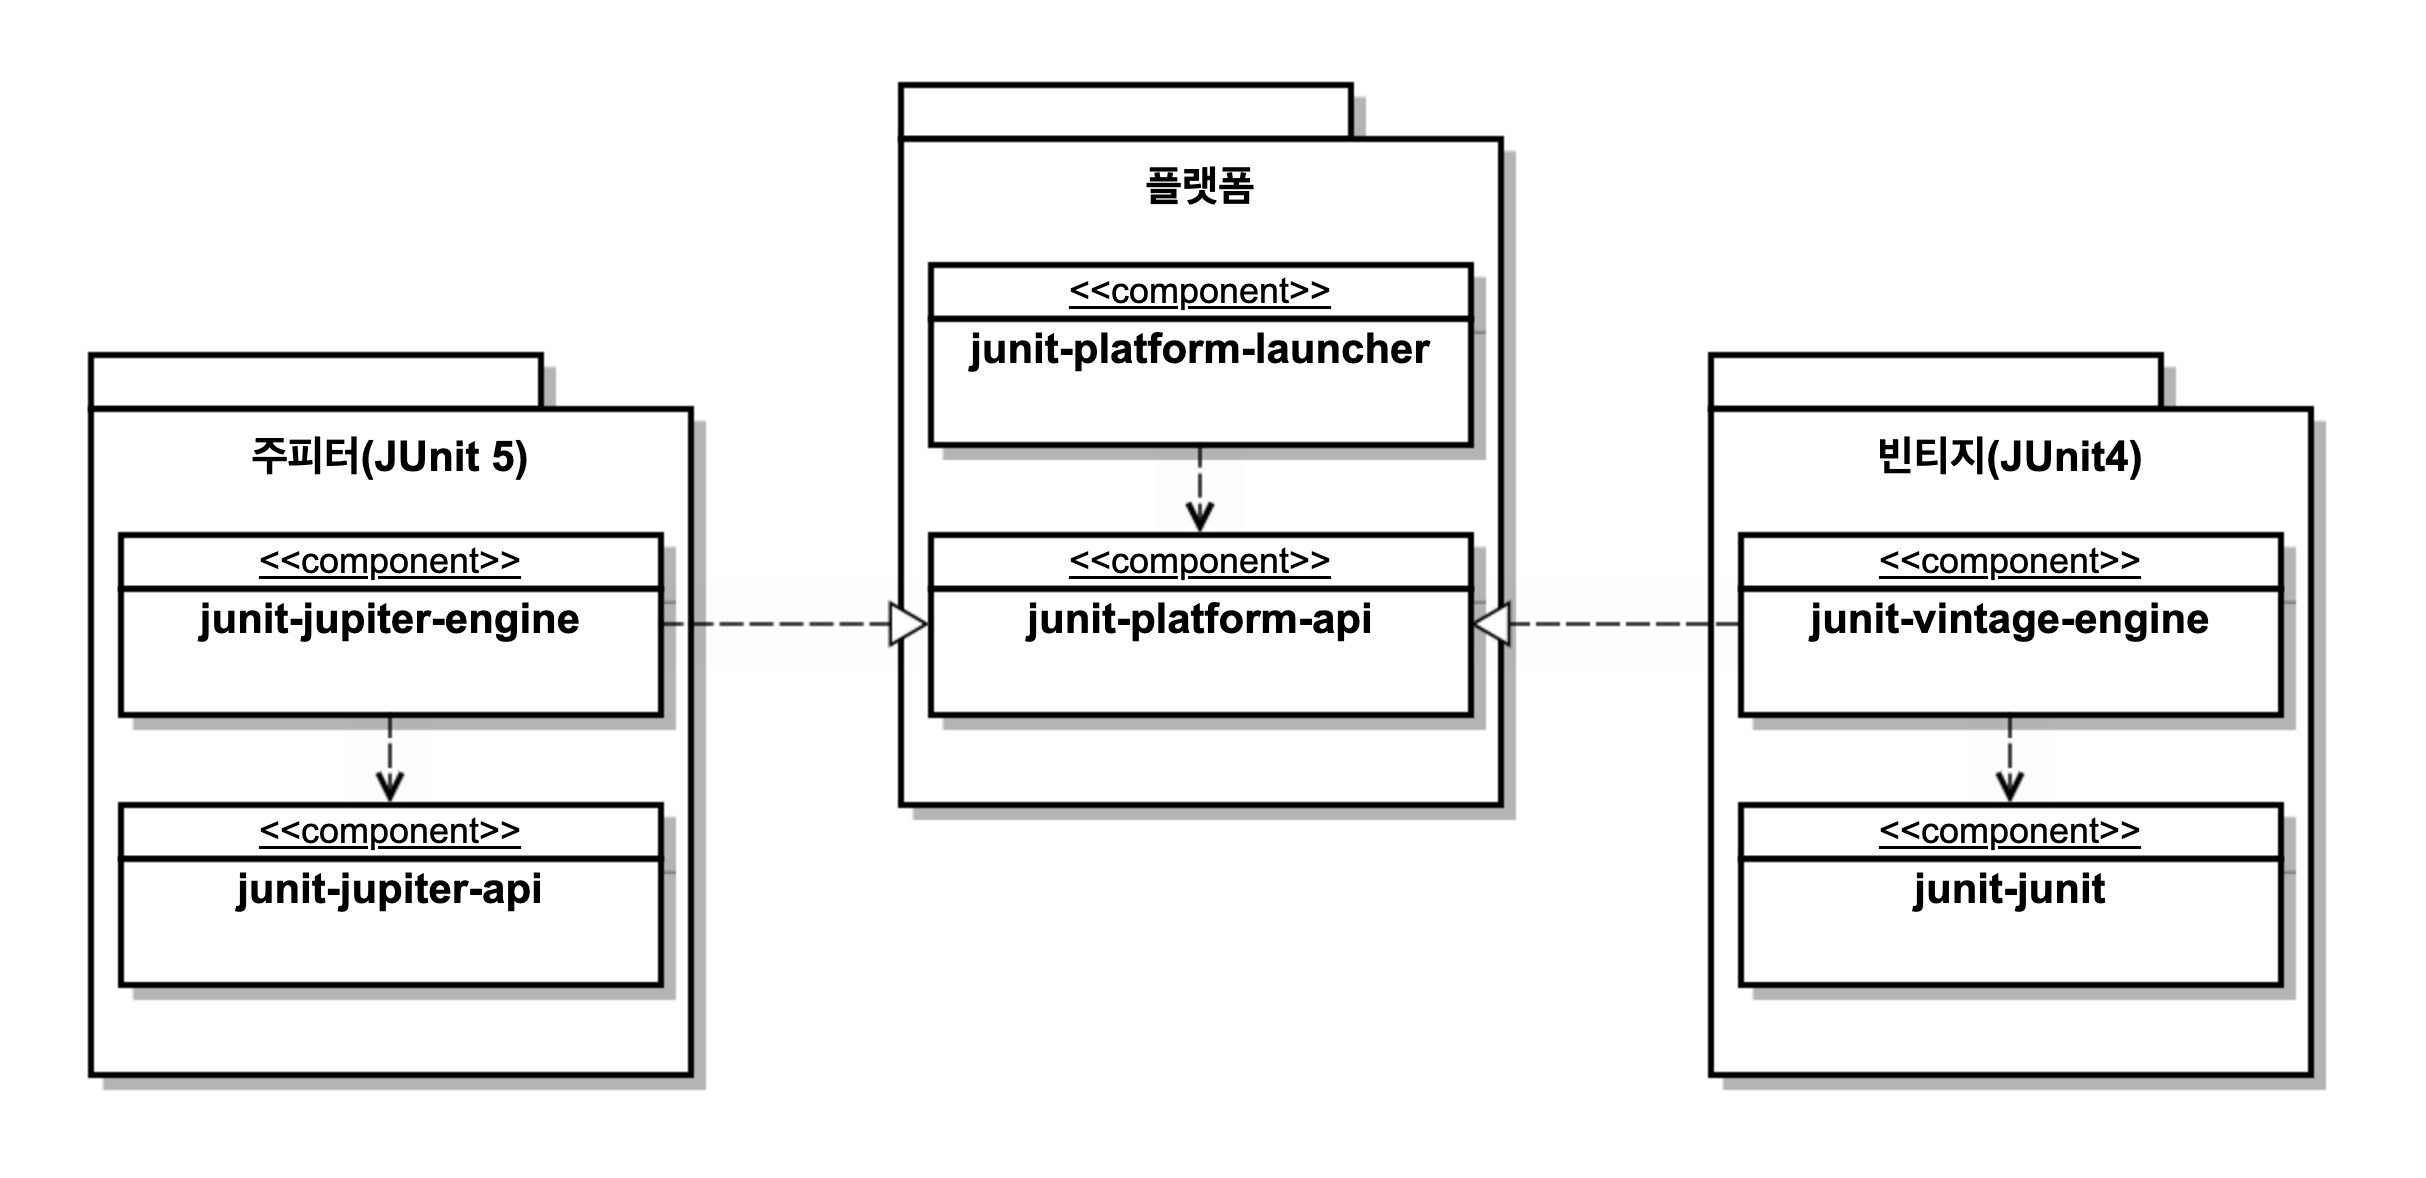 플랫폼
<<component>>
junit-platform-launcher
<<component>>
junit-platform-api
주피터(JUnit 5)
<<component>>
junit-jupiter-engine
<<component>>
junit-jupiter-api
빈티지(JUnit4)
<<component>>
junit-vintage-engine
<<component>>
junit-junit